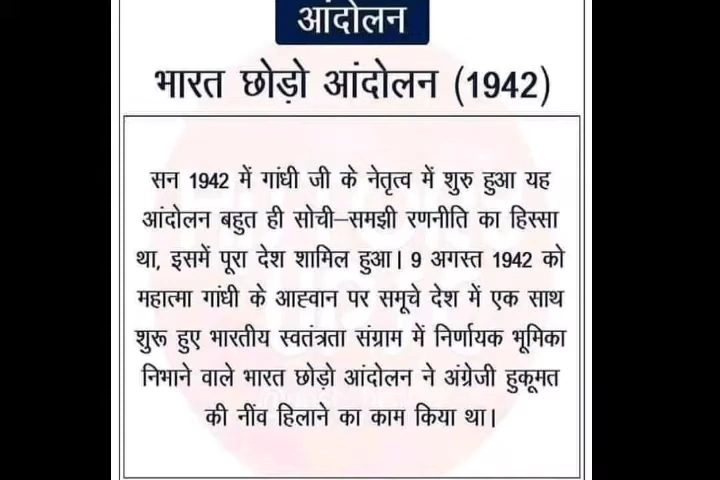 आंदोलन
भारत छोड़ो आंदोलन (1942)
सन 1942 में गांधी जी के नेतृत्व में शुरु हुआ यह
आंदोलन बहुत ही सोची–समझी रणनीति का हिस्सा
था, इसमें पूरा देश शामिल हुआ। 9 अगस्त 1942 को
महात्मा गांधी के आह्वान पर समूचे देश में एक साथ
शुरू हुए भारतीय स्वतंत्रता संग्राम में निर्णायक भूमिका
निभाने वाले भारत छोड़ो आंदोलन ने अंग्रेजी हुकूमत
की नींव हिलाने का काम किया था।